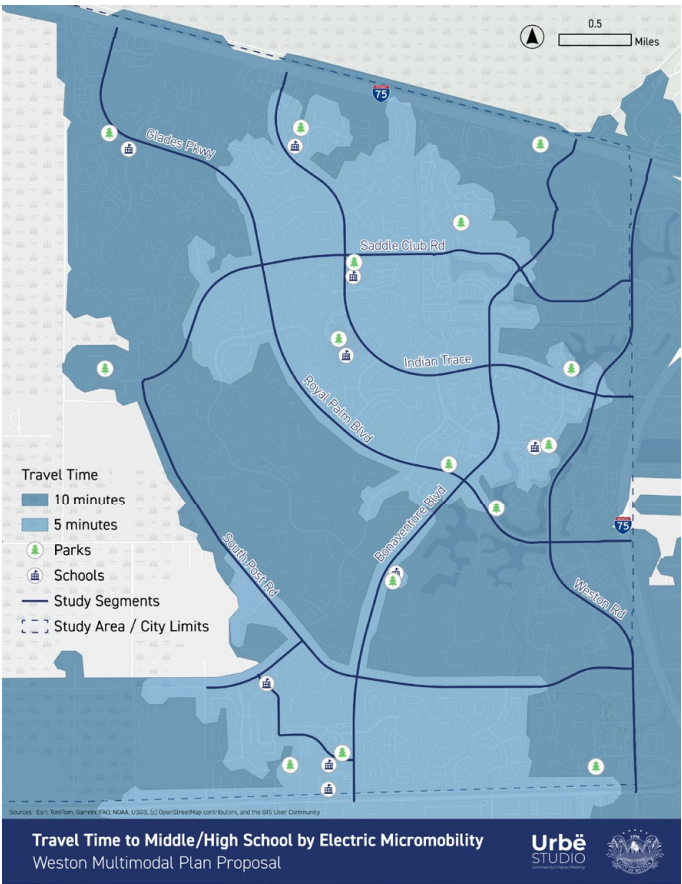 0.5
Miles
75
Glades Pkwy
Saddle Club Rd
Indian Trace
Royal Palm Blvd
Bonaventure Blvd
75
South Post Rd
Weston Rd
Travel Time
10 minutes
5 minutes
Parks
Schools
Study Segments
Study Area / City Limits
Sources: Esri, TomTom, Garmin, FAO, NOAA, USGS, (c) OpenStreetMap contributors, and the GIS User Community
Travel Time to Middle/High School by Electric Micromobility
Weston Multimodal Plan Proposal
Urbë
STUDIO